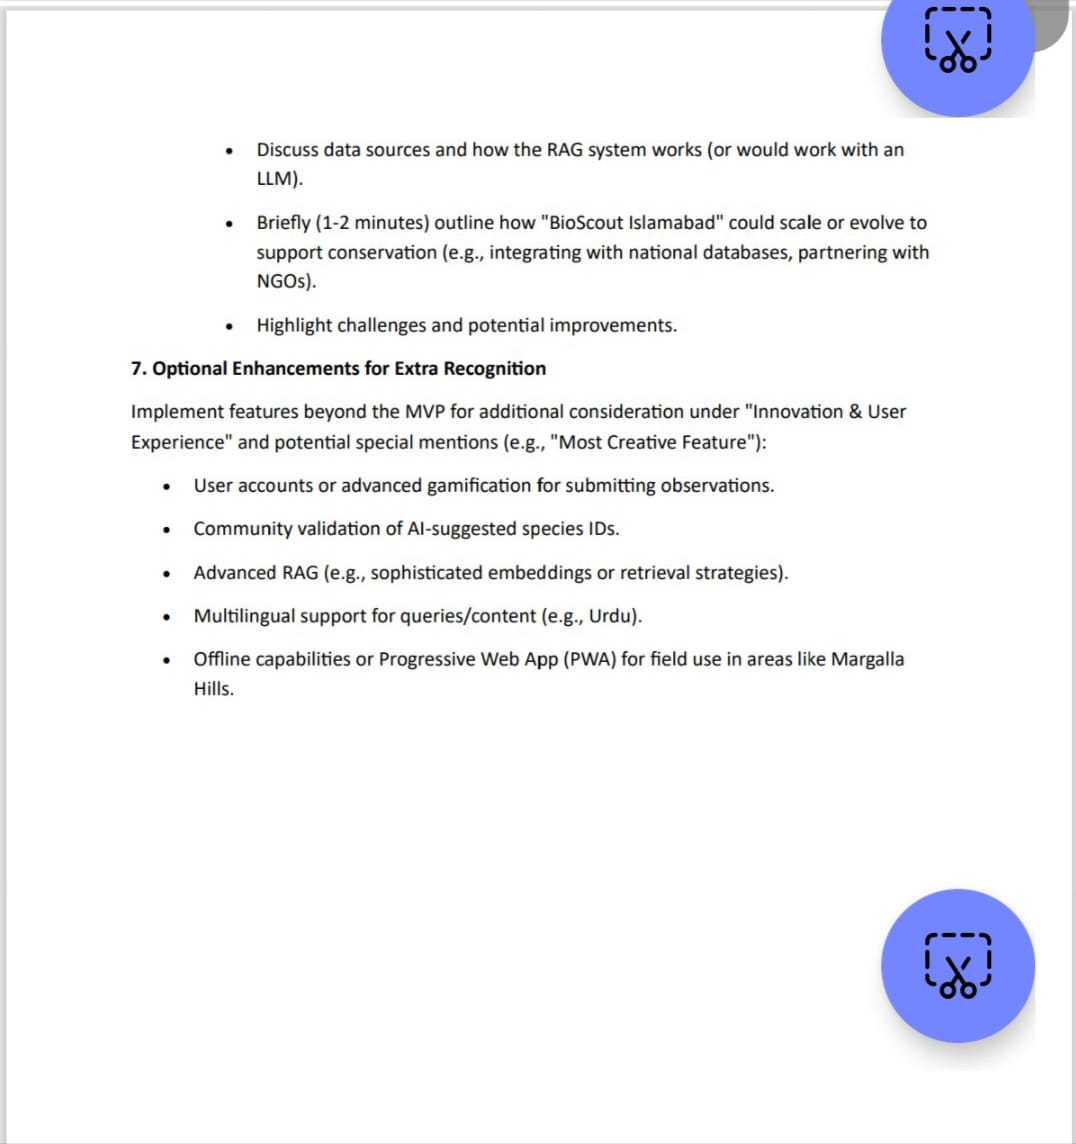 • Discuss data sources and how the RAG system works (or would work with an
LLM).
• Briefly (1-2 minutes) outline how "BioScout Islamabad" could scale or evolve to
support conservation (e.g., integrating with national databases, partnering with
NGOs).
• Highlight challenges and potential improvements.
7. Optional Enhancements for Extra Recognition
Implement features beyond the MVP for additional consideration under "Innovation & User
Experience" and potential special mentions (e.g., "Most Creative Feature"):
• User accounts or advanced gamification for submitting observations.
• Community validation of AI-suggested species IDs.
• Advanced RAG (e.g., sophisticated embeddings or retrieval strategies).
• Multilingual support for queries/content (e.g., Urdu).
• Offline capabilities or Progressive Web App (PWA) for field use in areas like Margalla
Hills.